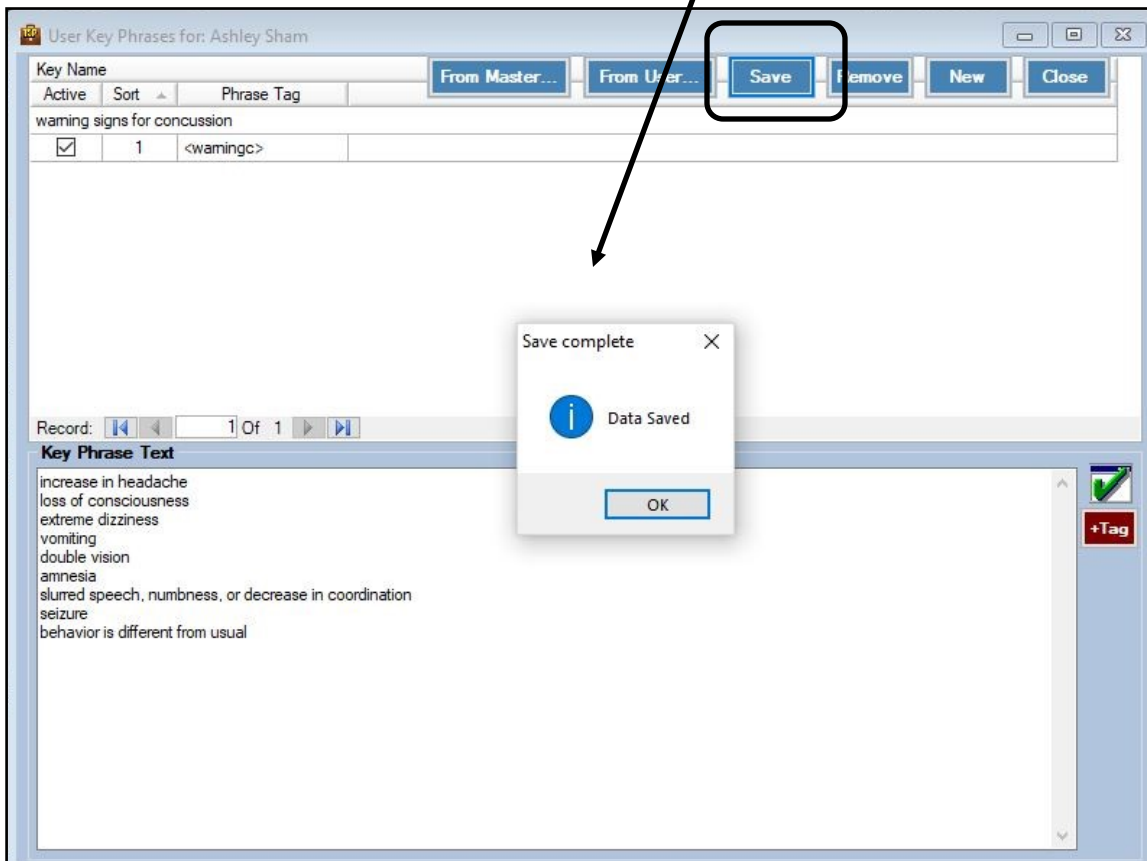 User Key Phrases for: Ashley Sham
Key Name
From Master...
From User...
Save
Remove
New
Close
Active Sort Phrase Tag
warning signs for concussion
1 <warningc>
Save complete
Data Saved
OK
Record: 1 Of 1
Key Phrase Text
increase in headache
loss of consciousness
extreme dizziness
vomiting
double vision
amnesia
slurred speech, numbness, or decrease in coordination
seizure
behavior is different from usual
+Tag